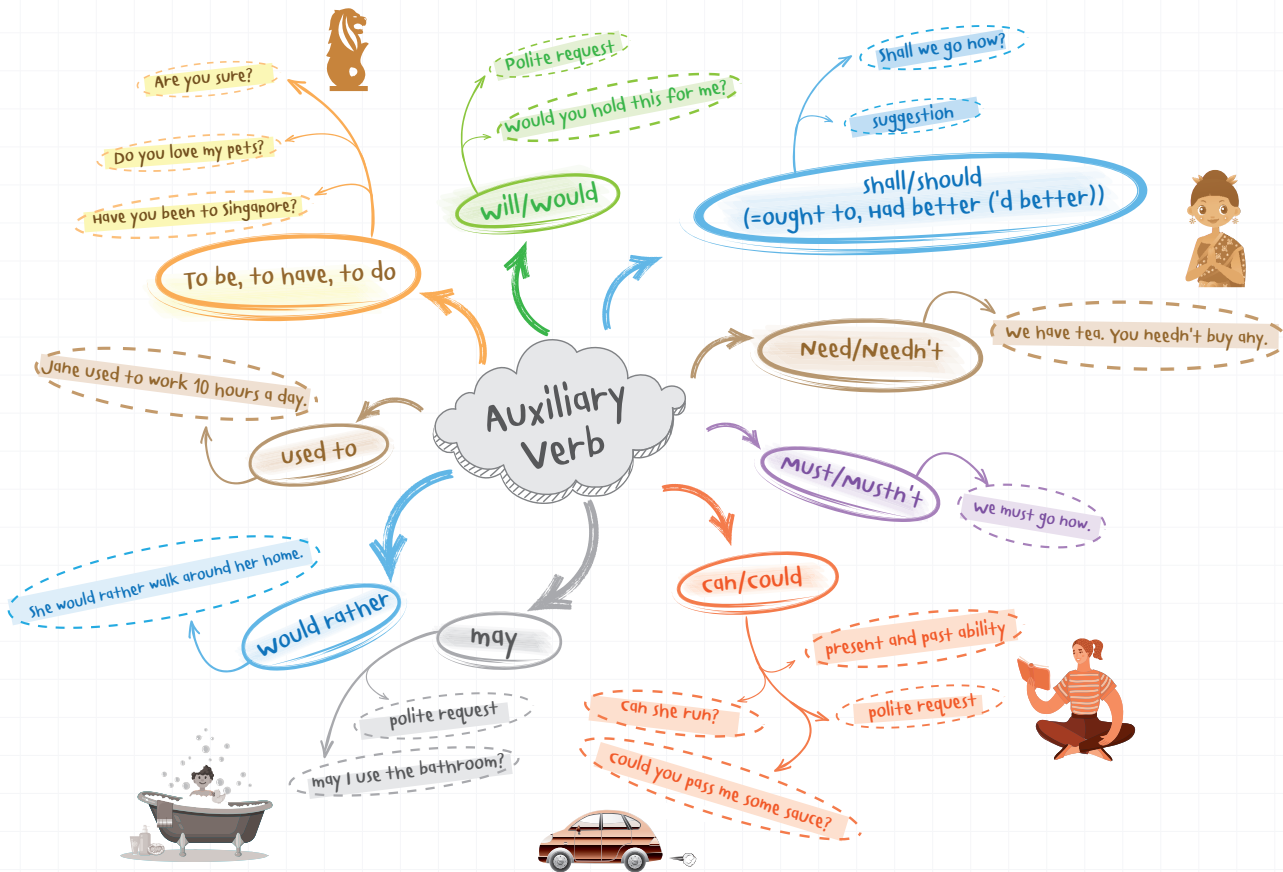 Auxiliary
Verb
To be, to have, to do
Are you sure?
Do you love my pets?
Have you been to Singapore?
will/would
Polite request
would you hold this for me?
shall/should
(=ought to, Had better ('d better))
Shall we go now?
suggestion
Need/Needn't
We have tea. You needn't buy any.
Must/Musth't
We must go now.
can/could
present and past ability
polite request
can she run?
could you pass me some sauce?
may
polite request
may I use the bathroom?
would rather
She would rather walk around her home.
used to
Jane used to work 10 hours a day.